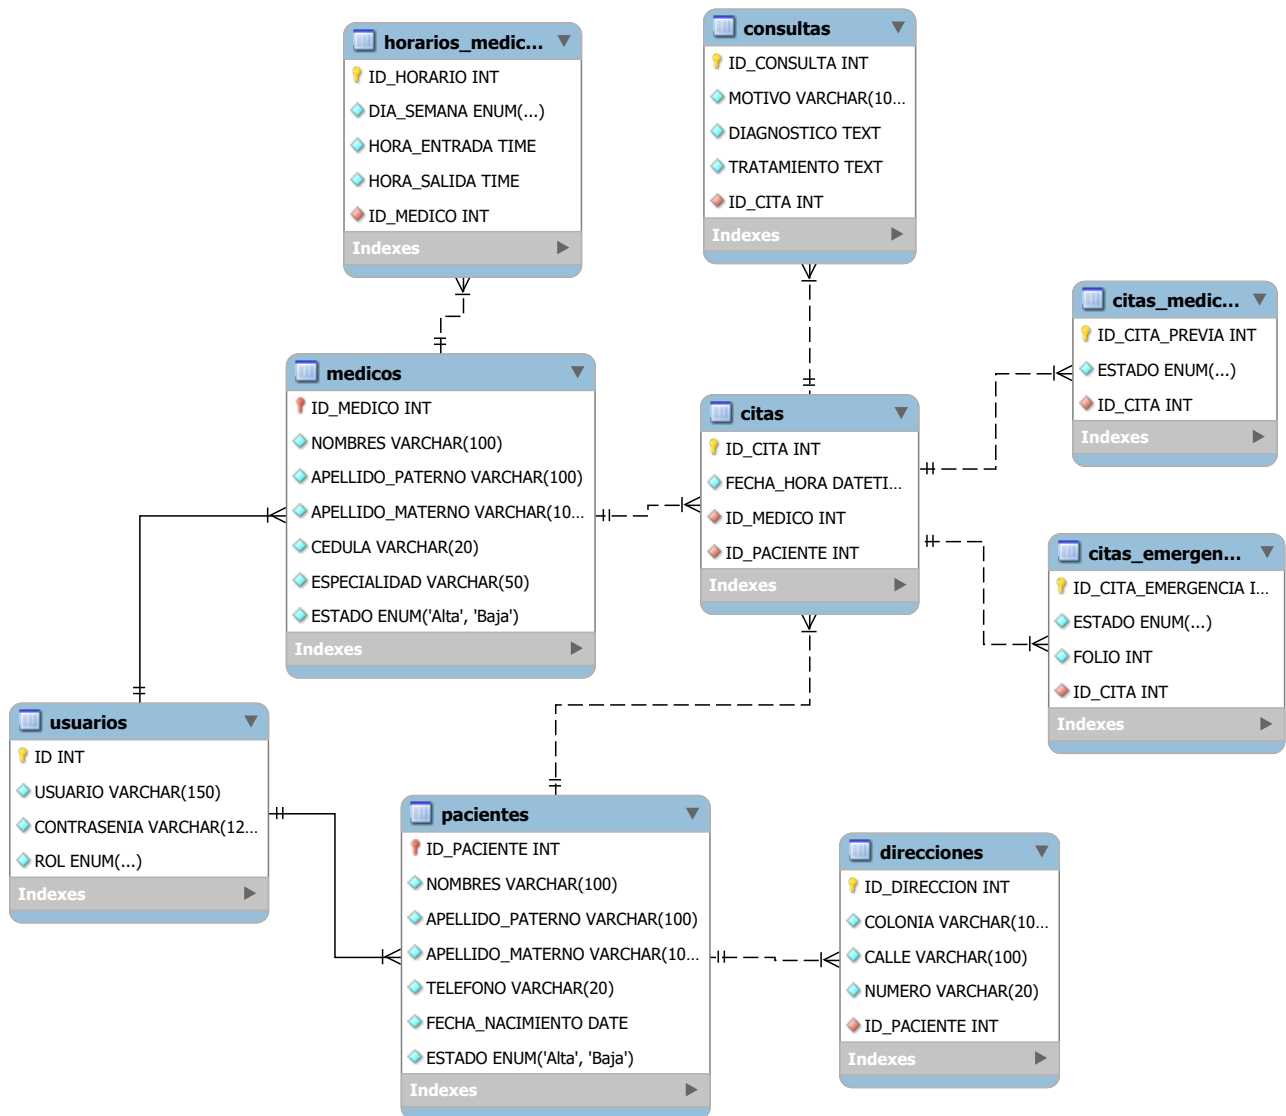 horarios_medic...
ID_HORARIO INT
DIA_SEMANA ENUM(...)
HORA_ENTRADA TIME
HORA_SALIDA TIME
ID_MEDICO INT
Indexes
consultas
ID_CONSULTA INT
MOTIVO VARCHAR(10...
DIAGNOSTICO TEXT
TRATAMIENTO TEXT
ID_CITA INT
Indexes
citas_medic...
ID_CITA_PREVIA INT
ESTADO ENUM(...)
ID_CITA INT
Indexes
medicos
ID_MEDICO INT
NOMBRES VARCHAR(100)
APELLIDO_PATERNO VARCHAR(100)
APELLIDO_MATERNO VARCHAR(10...
CEDULA VARCHAR(20)
ESPECIALIDAD VARCHAR(50)
ESTADO ENUM('Alta', 'Baja')
Indexes
citas
ID_CITA INT
FECHA_HORA DATETI...
ID_MEDICO INT
ID_PACIENTE INT
Indexes
citas_emergen...
ID_CITA_EMERGENCIA I...
ESTADO ENUM(...)
FOLIO INT
ID_CITA INT
Indexes
usuarios
ID INT
USUARIO VARCHAR(150)
CONTRASENIA VARCHAR(12...
ROL ENUM(...)
Indexes
pacientes
ID_PACIENTE INT
NOMBRES VARCHAR(100)
APELLIDO_PATERNO VARCHAR(100)
APELLIDO_MATERNO VARCHAR(10...
TELEFONO VARCHAR(20)
FECHA_NACIMIENTO DATE
ESTADO ENUM('Alta', 'Baja')
Indexes
direcciones
ID_DIRECCION INT
COLONIA VARCHAR(10...
CALLE VARCHAR(100)
NUMERO VARCHAR(20)
ID_PACIENTE INT
Indexes